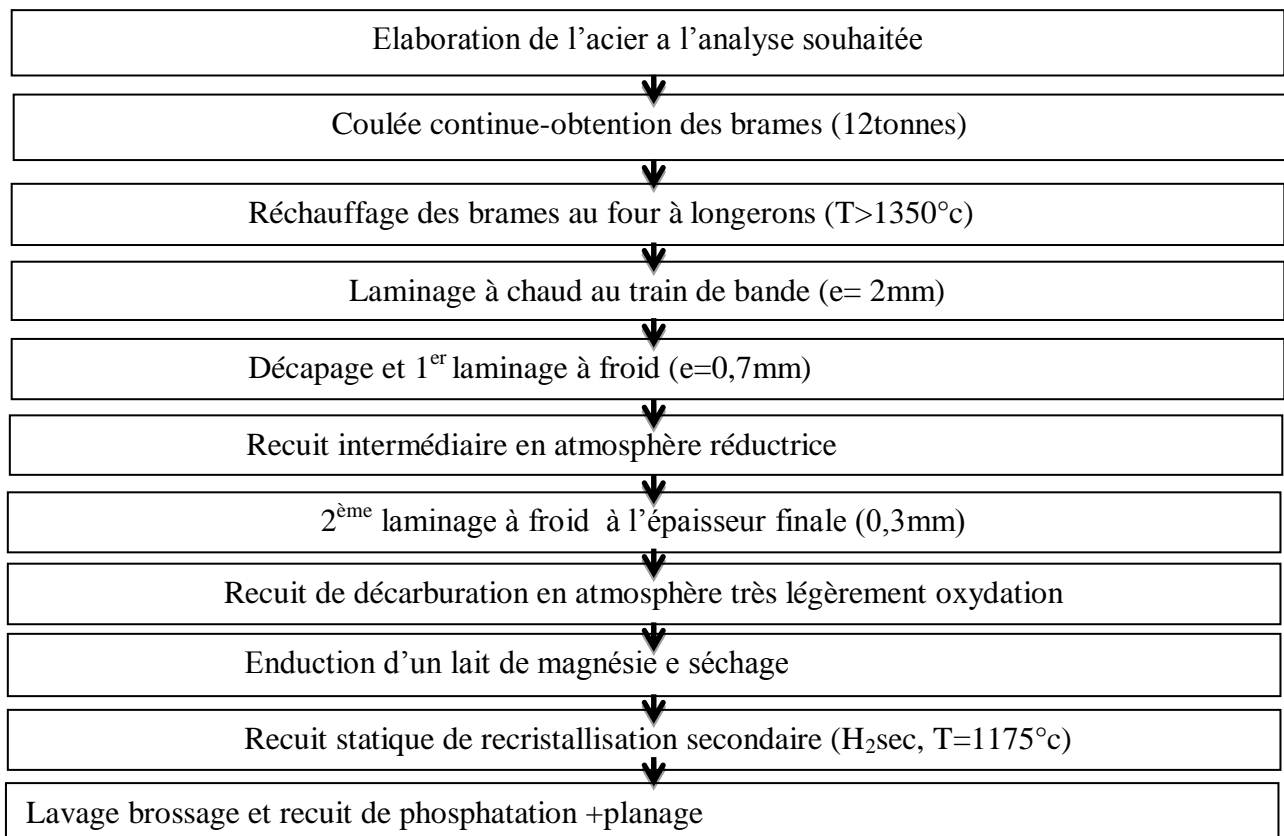 Elaboration de l’acier a l’analyse souhaitée
Coulée continue-obtention des brames (12tonnes)
Réchauffage des brames au four à longerons (T>1350°c)
Laminage à chaud au train de bande (e= 2mm)
Décapage et 1er laminage à froid (e=0,7mm)
Recuit intermédiaire en atmosphère réductrice
2ème laminage à froid à l’épaisseur finale (0,3mm)
Recuit de décarburation en atmosphère très légèrement oxydation
Enduction d’un lait de magnésie e séchage
Recuit statique de recristallisation secondaire (H2sec, T=1175°c)
Lavage brossage et recuit de phosphatation +planage